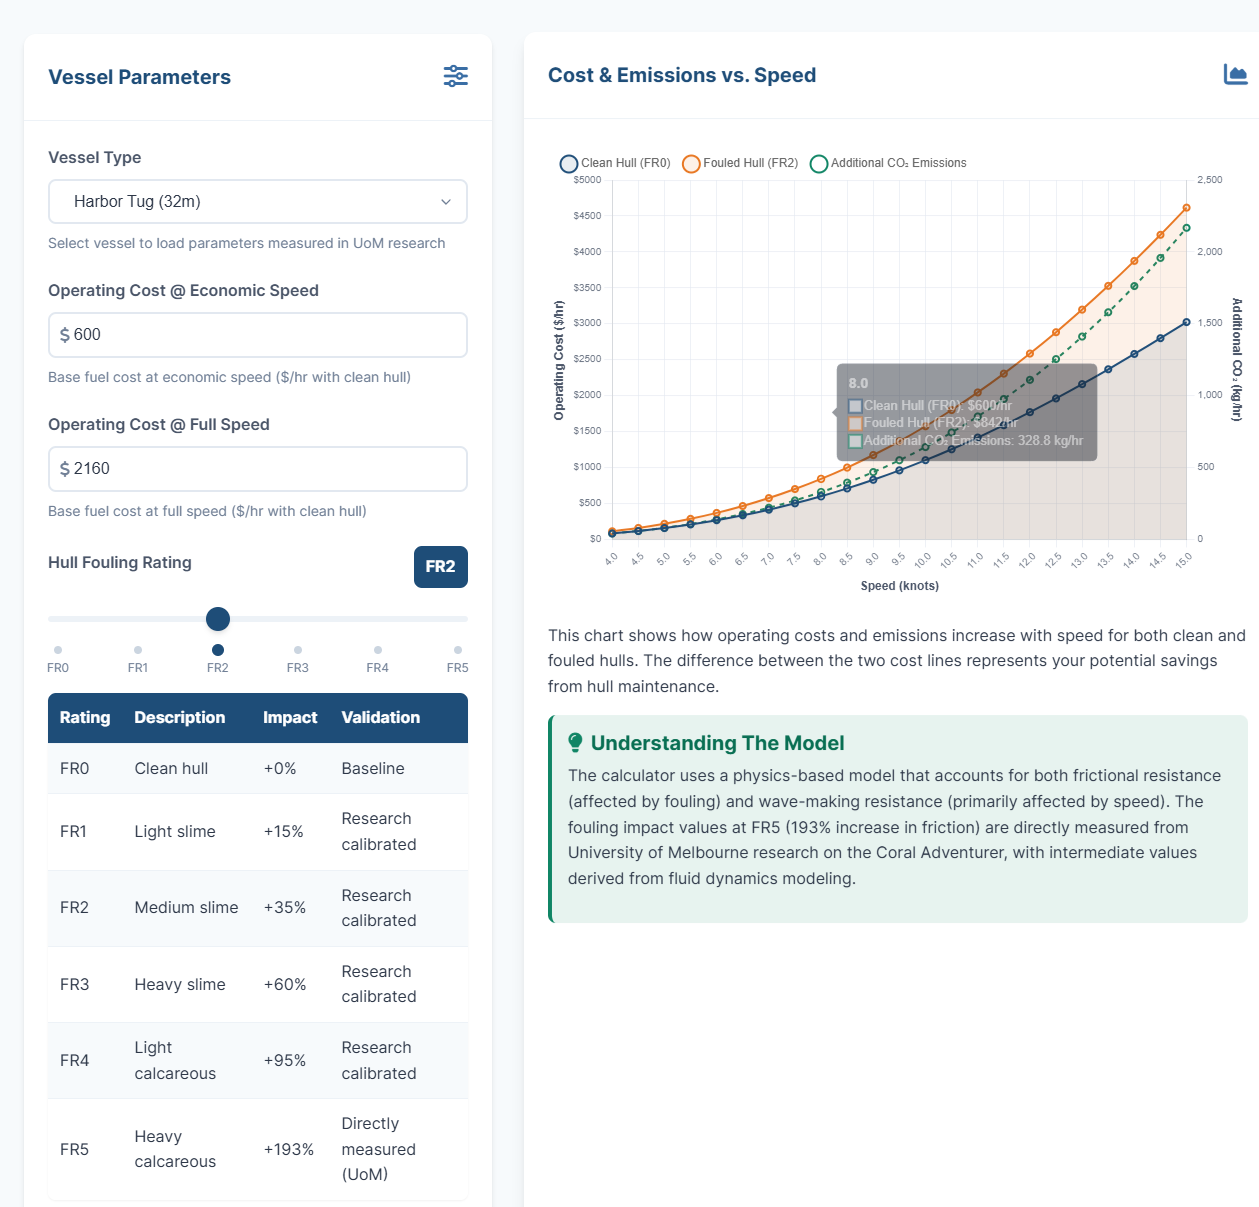 Vessel Parameters
Vessel Type
Harbor Tug (32m)
Select vessel to load parameters measured in UoM research
Operating Cost @ Economic Speed
$ 600
Base fuel cost at economic speed ($/hr with clean hull)
Operating Cost @ Full Speed
$ 2160
Base fuel cost at full speed ($/hr with clean hull)
Hull Fouling Rating
FR2
FR0 FR1 FR2 FR3 FR4 FR5
Rating Description Impact Validation
FR0 Clean hull +0% Baseline
FR1 Light slime +15% Research
calibrated
FR2 Medium slime +35% Research
calibrated
FR3 Heavy slime +60% Research
calibrated
FR4 Light
calcareous +95% Research
calibrated
FR5 Heavy
calcareous +193% Directly
measured
(UoM)
Cost & Emissions vs. Speed
Clean Hull (FR0) Fouled Hull (FR2) Additional CO₂ Emissions
Operating Cost ($/hr)
$5000
$4500
$4000
$3500
$3000
$2500
$2000
$1500
$1000
$500
$0
8.0
Clean Hull (FR0): $600/hr
Fouled Hull (FR2): $842/hr
Additional CO₂ Emissions: 328.8 kg/hr
2,500
2,000
1,500
1,000
500
0
Additional CO₂ (kg/hr)
4.0 4.5 5.0 5.5 6.0 6.5 7.0 7.5 8.0 8.5 9.0 9.5 10.0 10.5 11.0 11.5 12.0 12.5 13.0 13.5 14.0 14.5 15.0
Speed (knots)
This chart shows how operating costs and emissions increase with speed for both clean and
fouled hulls. The difference between the two cost lines represents your potential savings
from hull maintenance.
Understanding The Model
The calculator uses a physics-based model that accounts for both frictional resistance
(affected by fouling) and wave-making resistance (primarily affected by speed). The
fouling impact values at FR5 (193% increase in friction) are directly measured from
University of Melbourne research on the Coral Adventurer, with intermediate values
derived from fluid dynamics modeling.